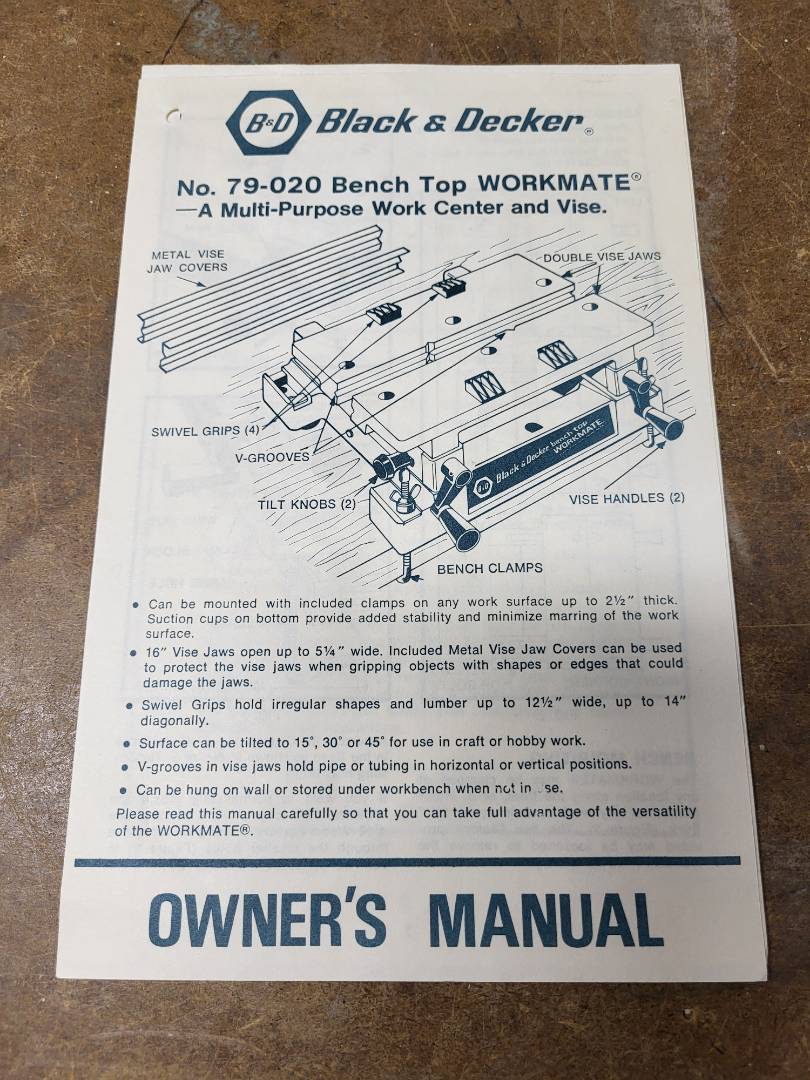 B&D Black & Decker®
No. 79-020 Bench Top WORKMATE®
—A Multi-Purpose Work Center and Vise.
METAL VISE
JAW COVERS
DOUBLE VISE JAWS
SWIVEL GRIPS (4)
V-GROOVES
TILT KNOBS (2)
B&D Black & Decker bench top
WORKMATE
VISE HANDLES (2)
BENCH CLAMPS
• Can be mounted with included clamps on any work surface up to 2½" thick.
Suction cups on bottom provide added stability and minimize marring of the work
surface.
• 16" Vise Jaws open up to 5¼" wide. Included Metal Vise Jaw Covers can be used
to protect the vise jaws when gripping objects with shapes or edges that could
damage the jaws.
• Swivel Grips hold irregular shapes and lumber up to 12½" wide, up to 14"
diagonally.
• Surface can be tilted to 15°, 30° or 45° for use in craft or hobby work.
• V-grooves in vise jaws hold pipe or tubing in horizontal or vertical positions.
• Can be hung on wall or stored under workbench when not in use.
Please read this manual carefully so that you can take full advantage of the versatility
of the WORKMATE®.
OWNER'S MANUAL